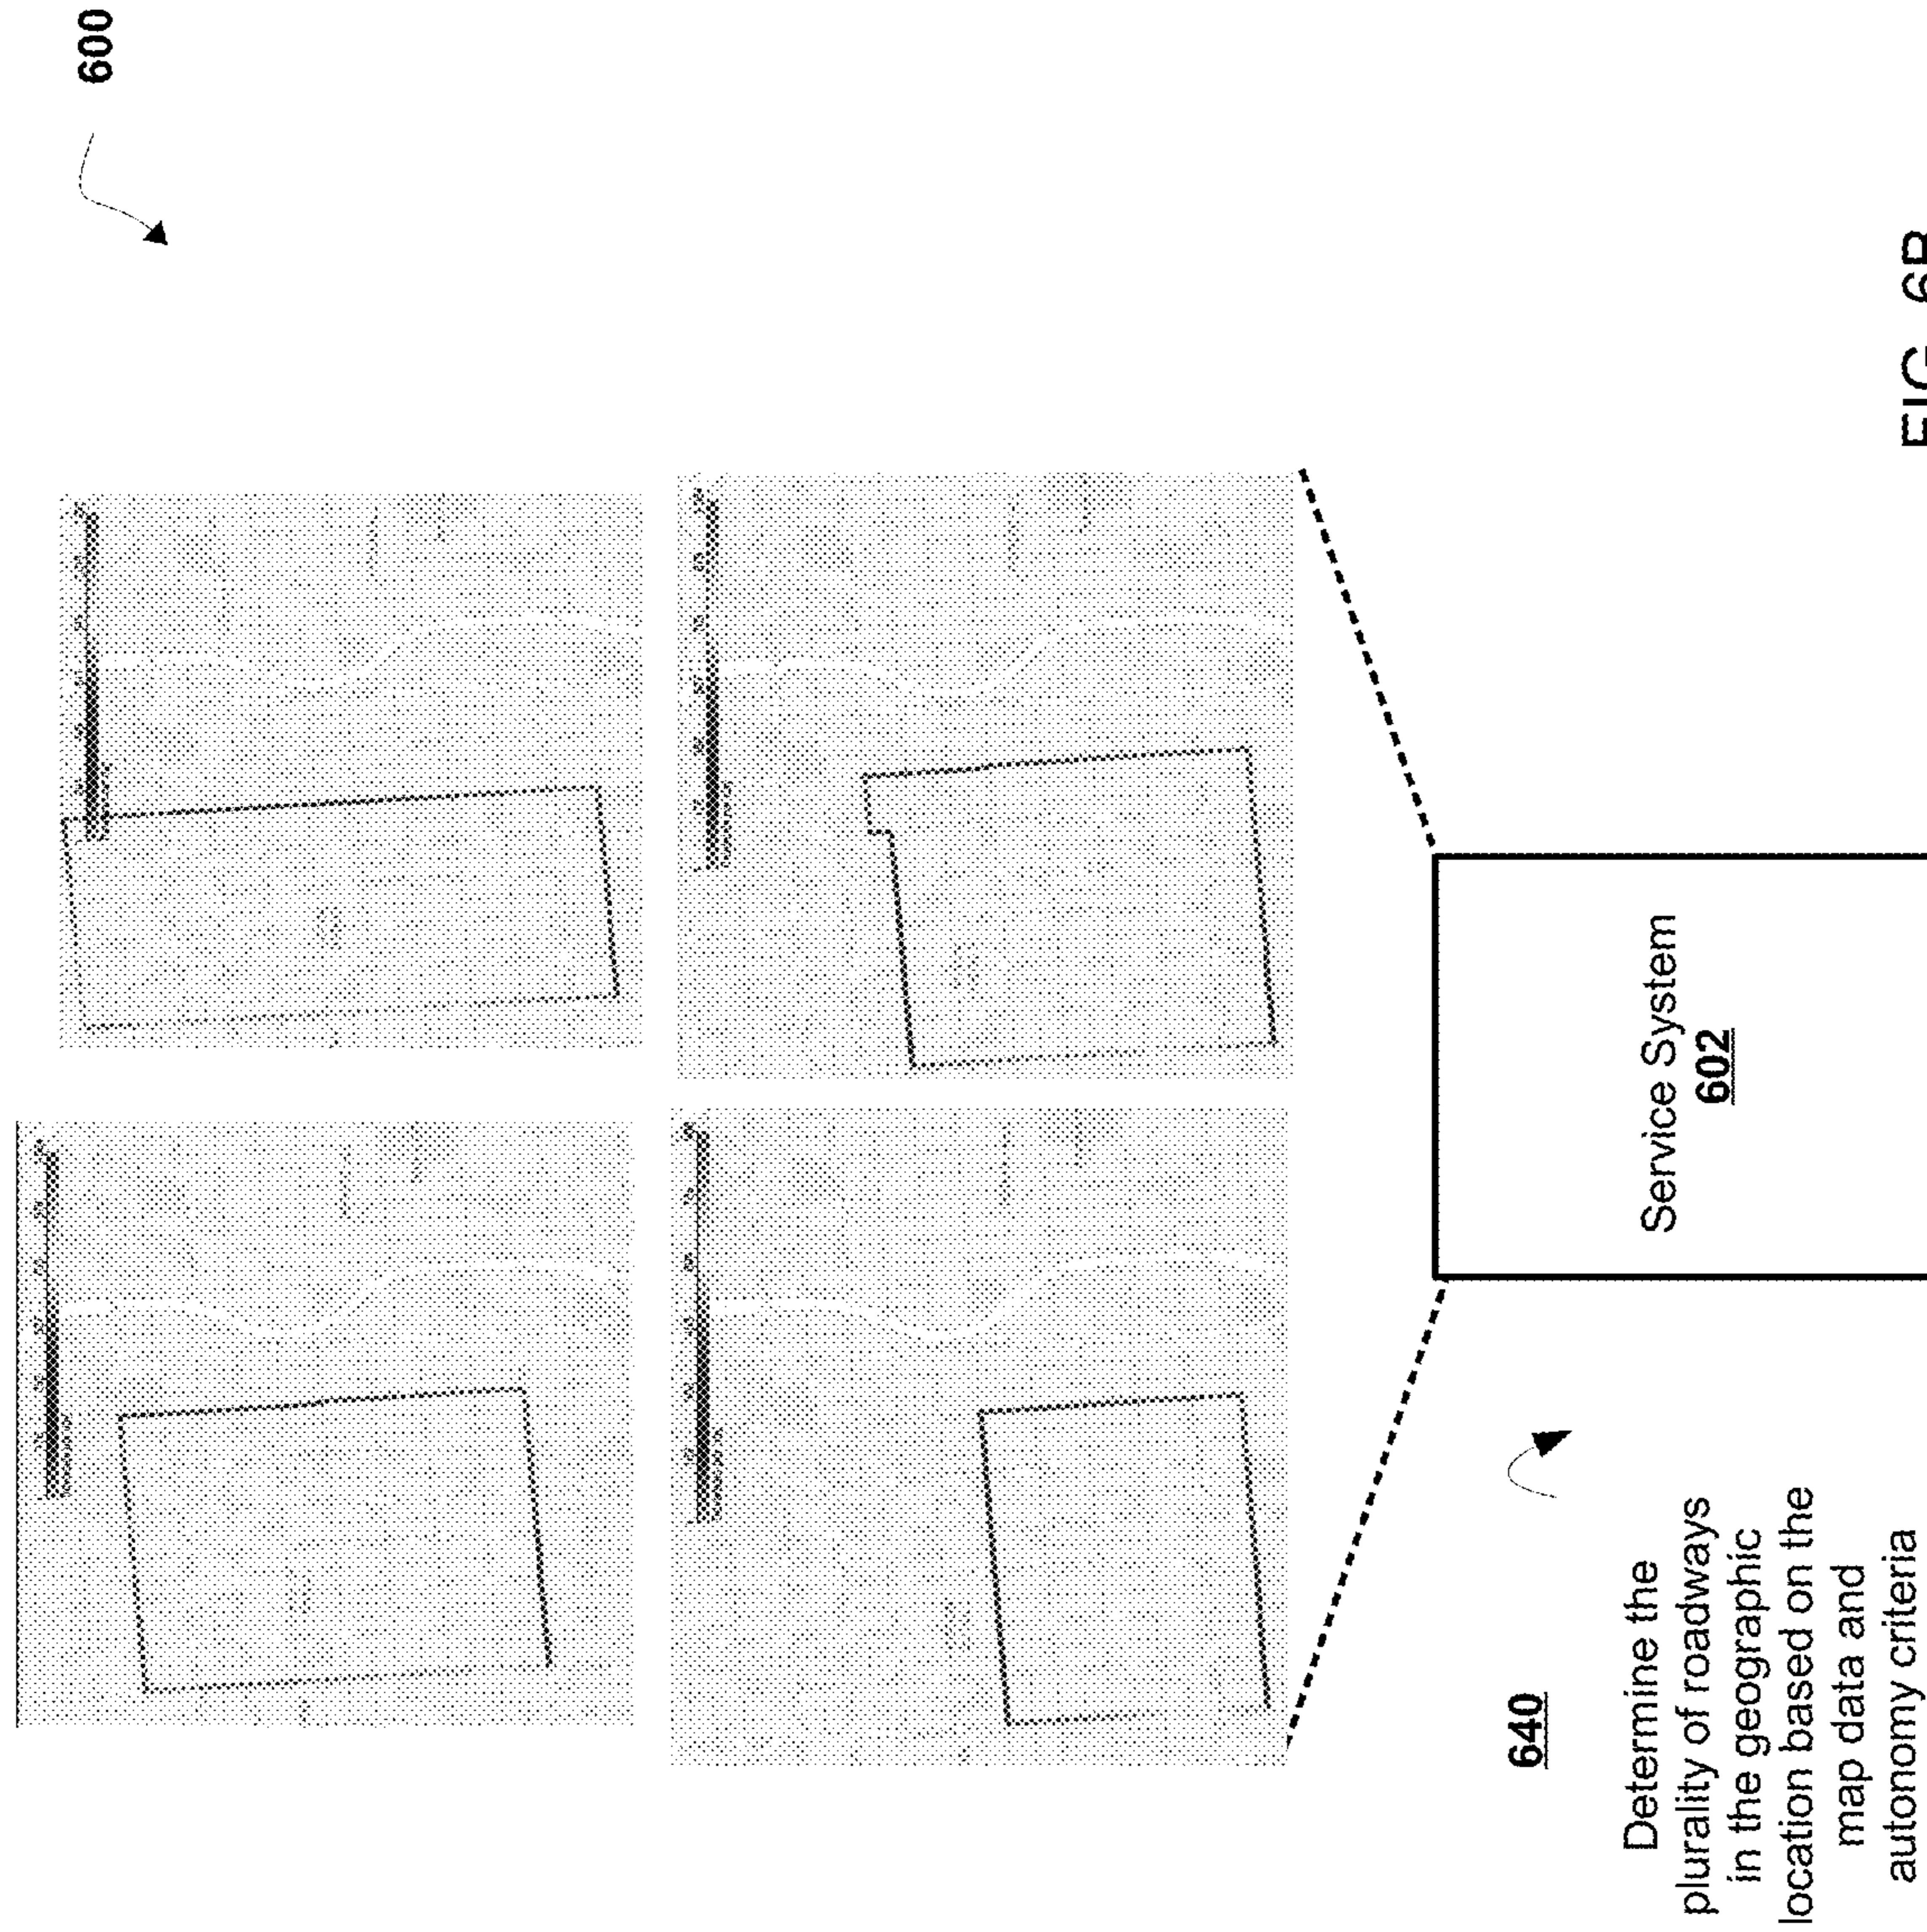 600
Service System
602
640
Determine the
plurality of roadways
in the geographic
location based on the
map data and
autonomy criteria
FIG. 6B